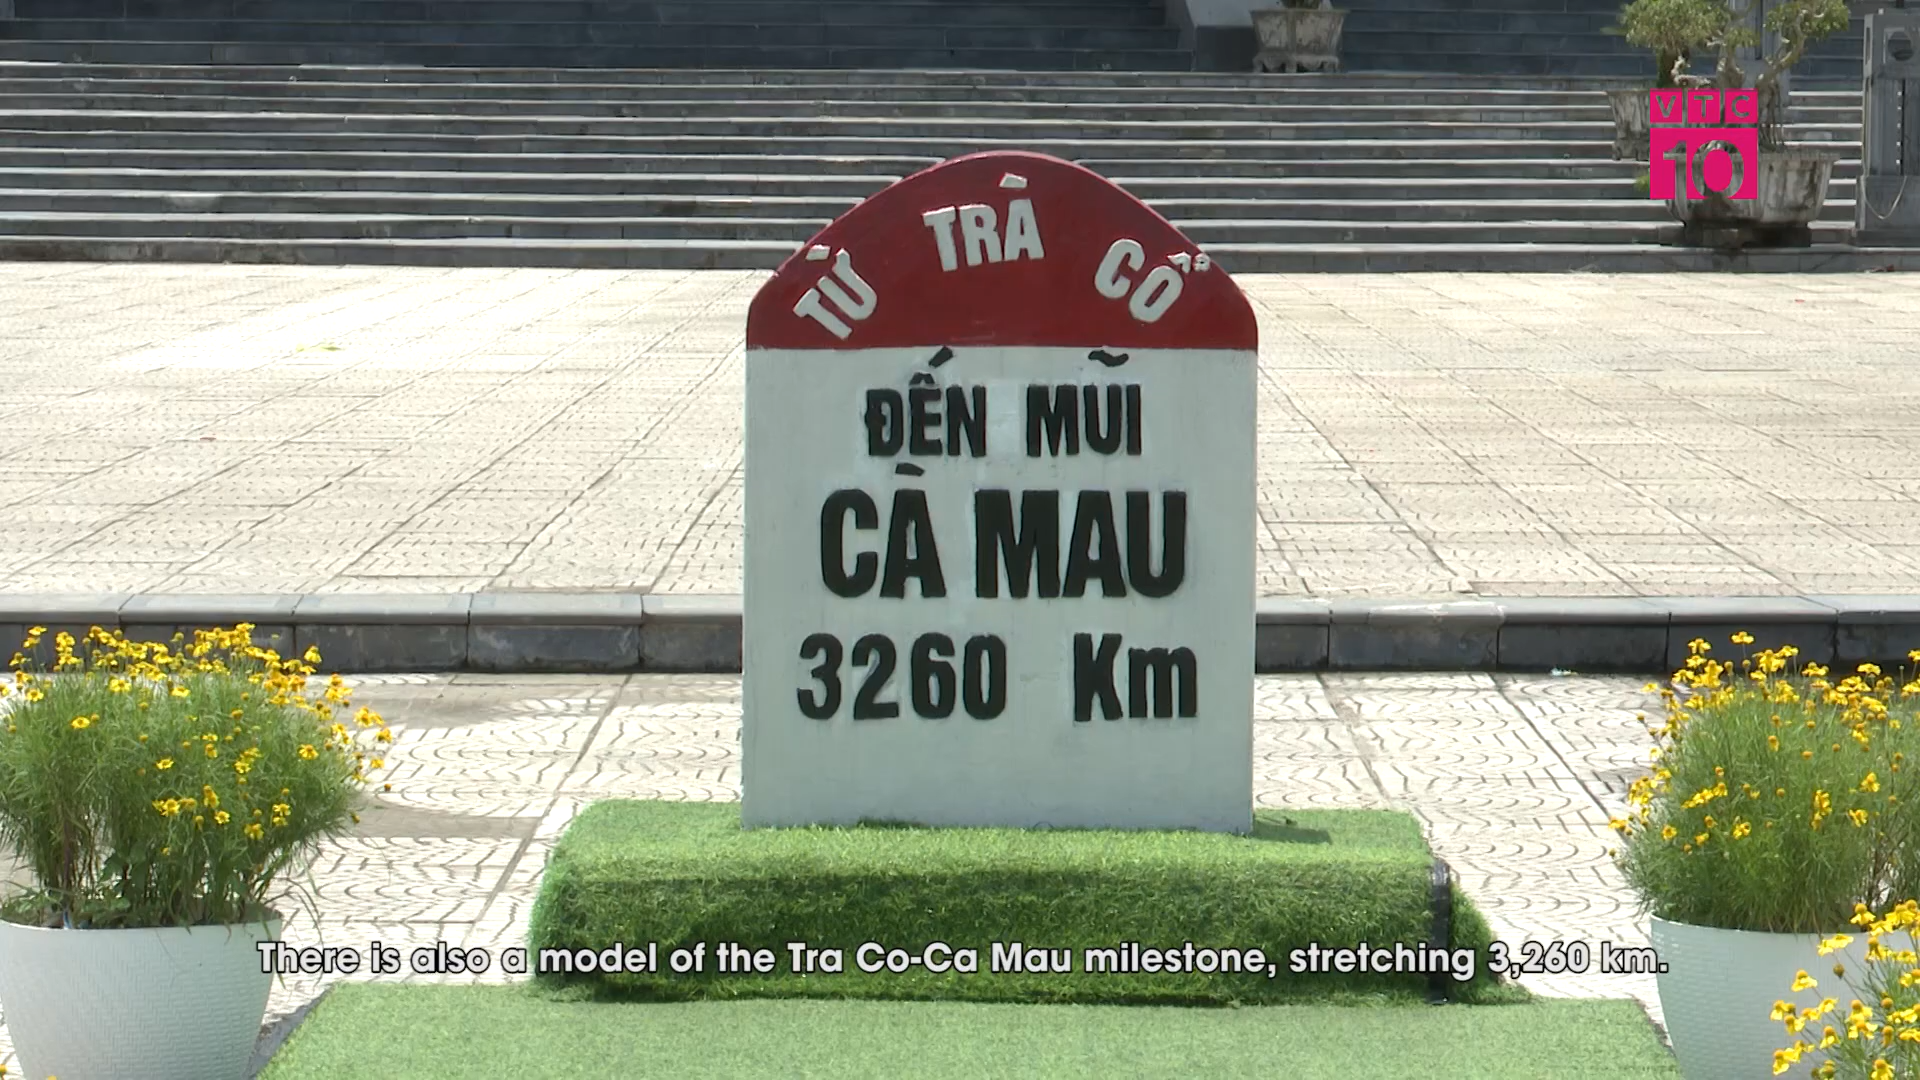 VTC
10
TỪ TRÀ CỔ
ĐẾN MŨI
CÀ MAU
3260 Km
There is also a model of the Tra Co-Ca Mau milestone, stretching 3,260 km.